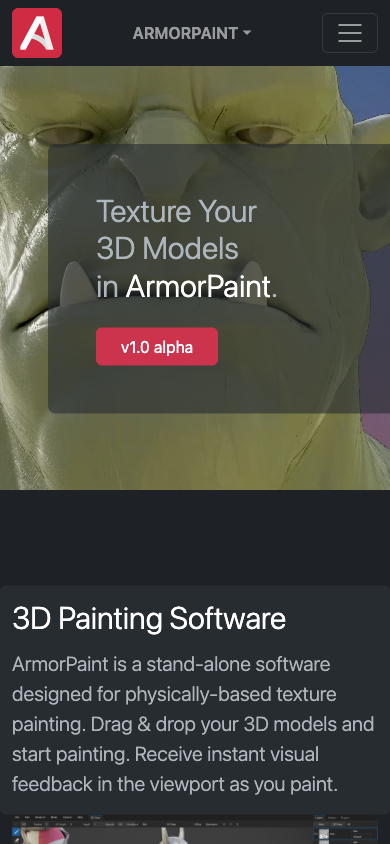 A
ARMORPAINT
Texture Your
3D Models
in ArmorPaint.
v1.0 alpha
3D Painting Software
ArmorPaint is a stand-alone software
designed for physically-based texture
painting. Drag & drop your 3D models and
start painting. Receive instant visual
feedback in the viewport as you paint.